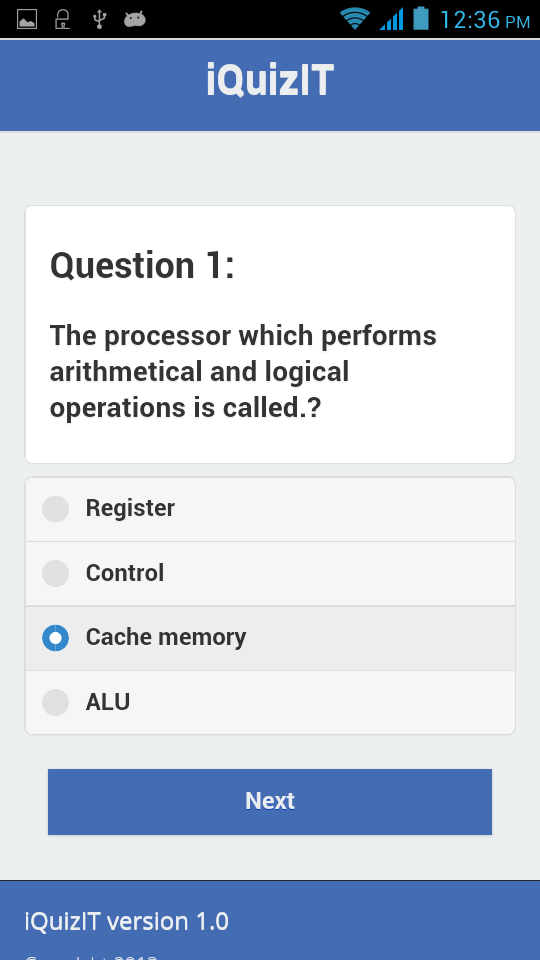 12:36 PM
iQuizIT
Question 1:
The processor which performs
arithmetical and logical
operations is called.?
Register
Control
Cache memory
ALU
Next
iQuizIT version 1.0